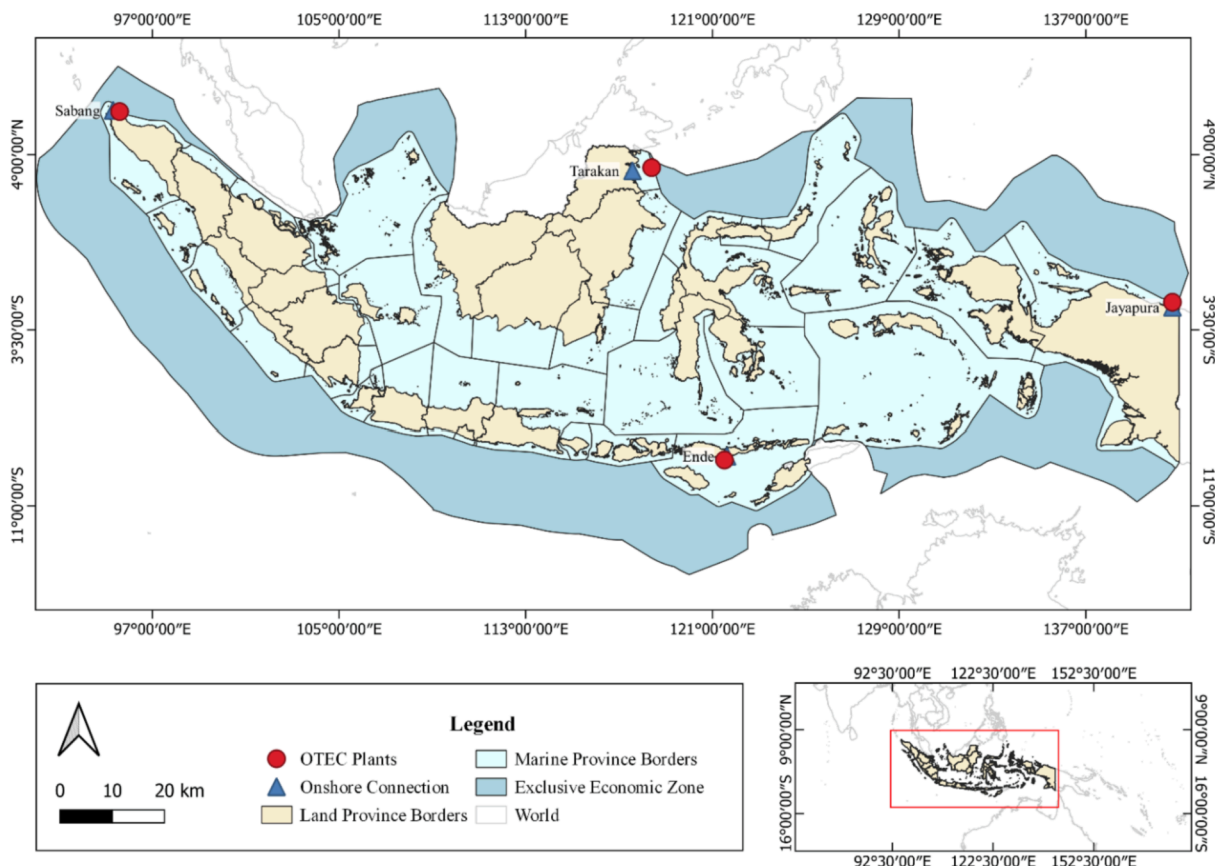 97°00′00″E 105°00′00″E 113°00′00″E 121°00′00″E 129°00′00″E 137°00′00″E
4°00′00″N
3°30′00″S
11°00′00″S
Sabang
Tarakan
Jayapura
Ende
4°00′00″N
3°30′00″S
11°00′00″S
97°00′00″E 105°00′00″E 113°00′00″E 121°00′00″E 129°00′00″E 137°00′00″E
Legend
OTEC Plants
Onshore Connection
Land Province Borders
Marine Province Borders
Exclusive Economic Zone
World
0 10 20 km
92°30′00″E 122°30′00″E 152°30′00″E
9°00′00″N
16°00′00″S
9°00′00″N
16°00′00″S
92°30′00″E 122°30′00″E 152°30′00″E